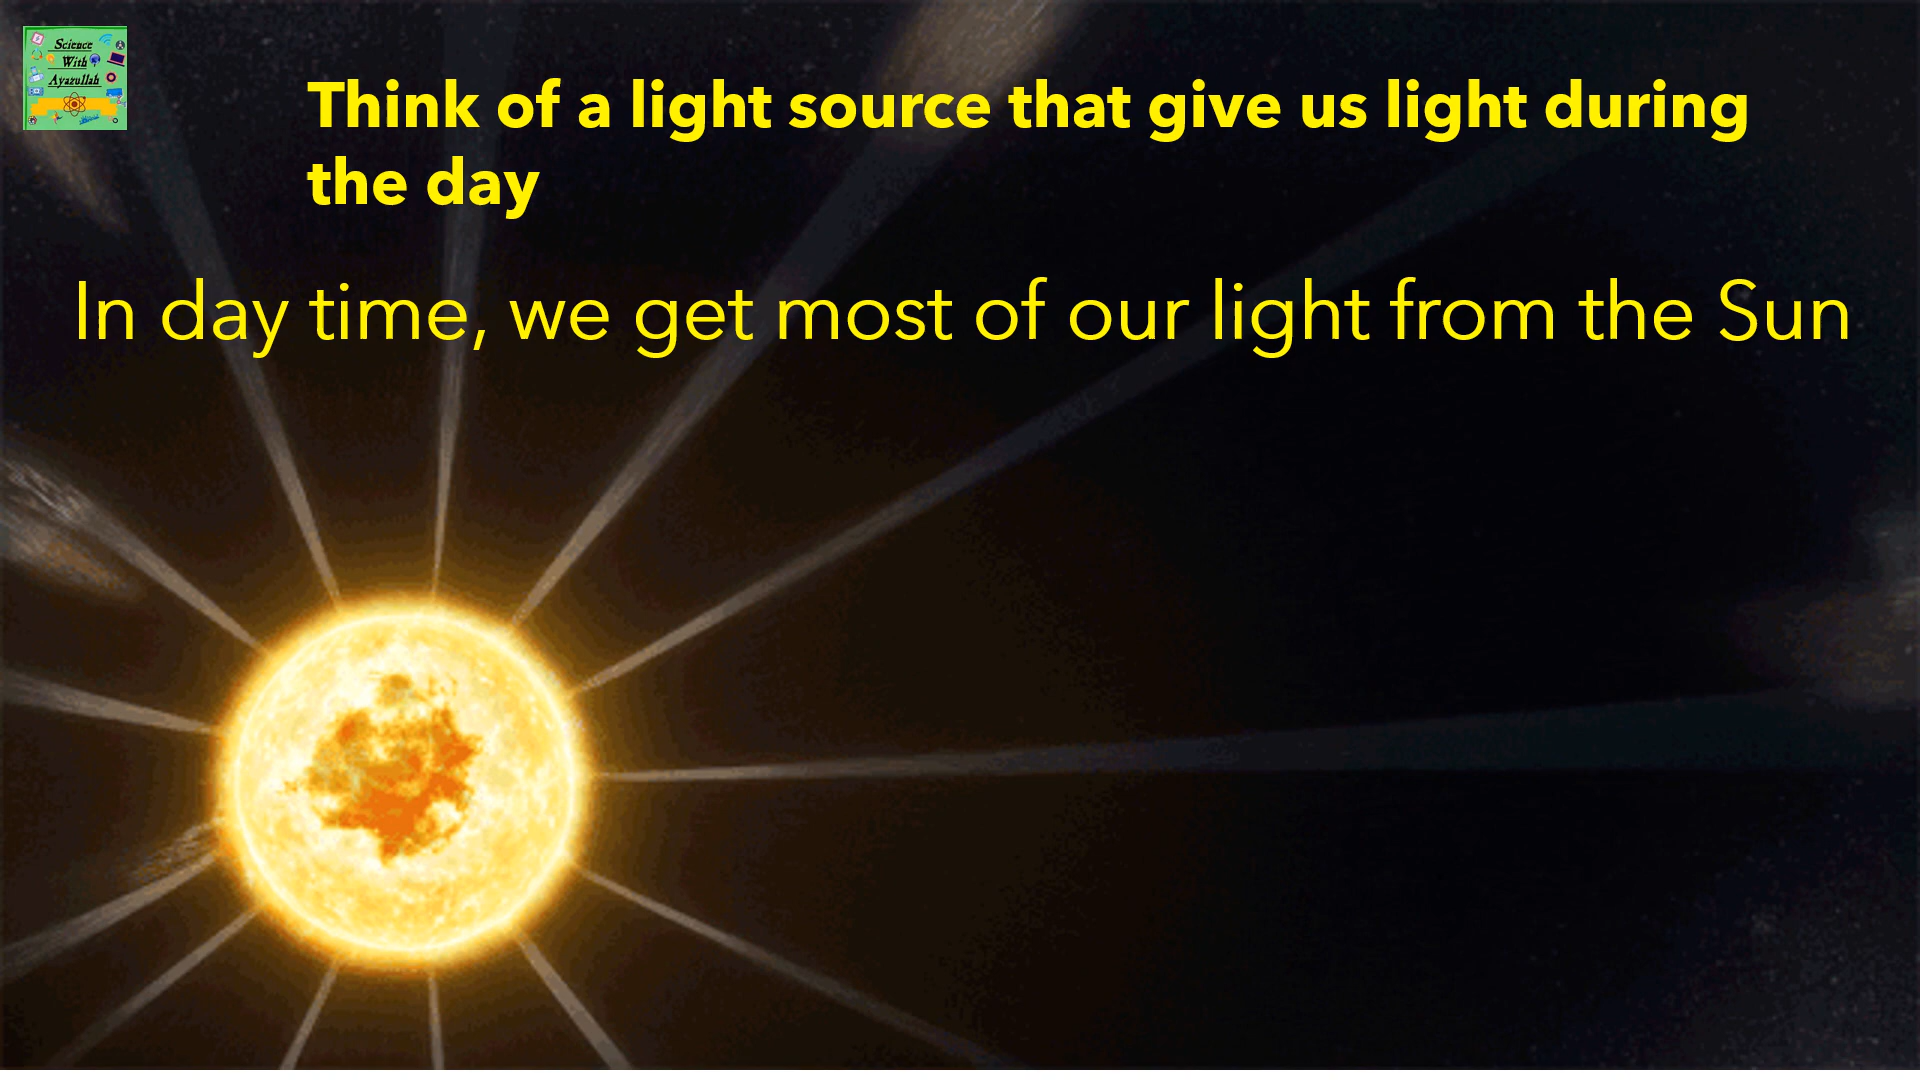 Science
With
Ayazullah
Think of a light source that give us light during
the day
In day time, we get most of our light from the Sun